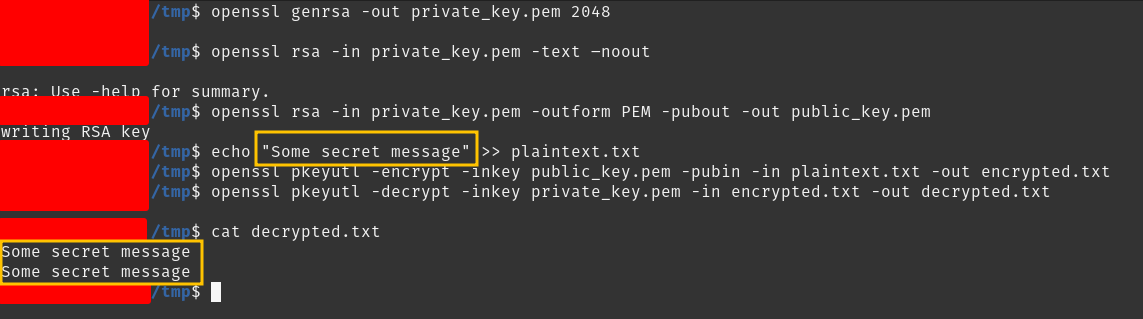 /tmp$ openssl genrsa -out private_key.pem 2048
/tmp$ openssl rsa -in private_key.pem -text –noout
rsa: Use -help for summary.
/tmp$ openssl rsa -in private_key.pem -outform PEM -pubout -out public_key.pem
writing RSA key
/tmp$ echo "Some secret message" >> plaintext.txt
/tmp$ openssl pkeyutl -encrypt -inkey public_key.pem -pubin -in plaintext.txt -out encrypted.txt
/tmp$ openssl pkeyutl -decrypt -inkey private_key.pem -in encrypted.txt -out decrypted.txt
/tmp$ cat decrypted.txt
Some secret message
Some secret message
/tmp$